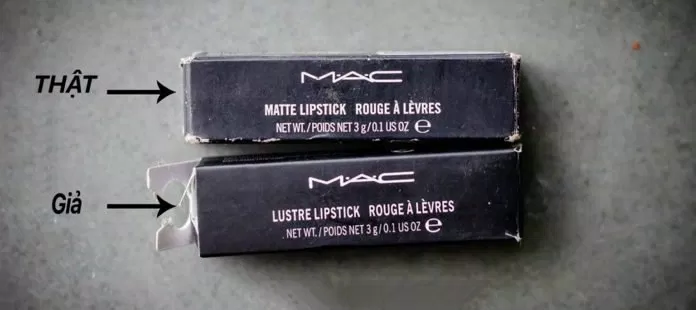 THẬT
M·A·C
MATTE LIPSTICK ROUGE À LÈVRES
NET WT./POIDS NET 3 g/0.1 US OZ ℮
Giả
M·A·C
LUSTRE LIPSTICK ROUGE À LÈVRES
NET WT./POIDS NET 3 g/0.1 US OZ ℮